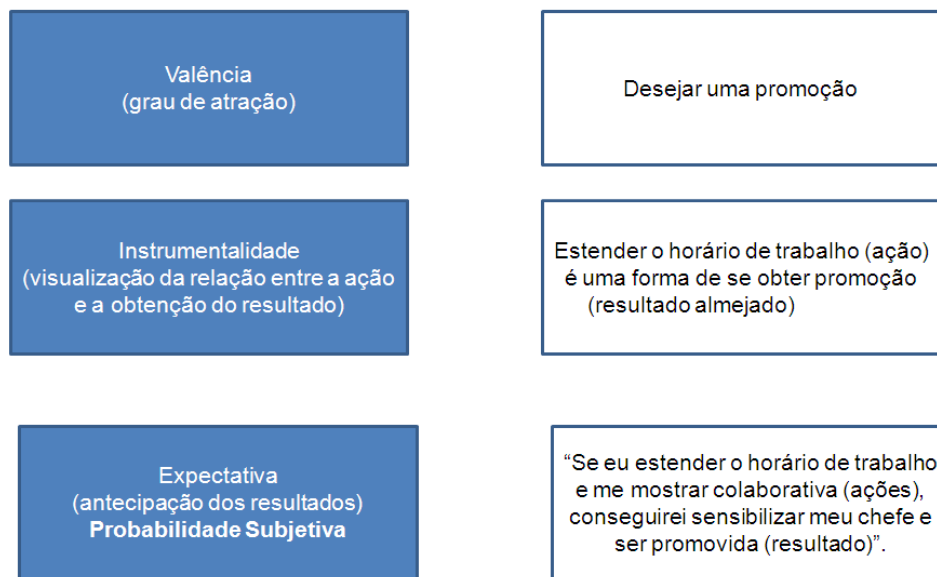 Valência
(grau de atração)
Desejar uma promoção
Instrumentalidade
(visualização da relação entre a ação
e a obtenção do resultado)
Estender o horário de trabalho (ação)
é uma forma de se obter promoção
(resultado almejado)
Expectativa
(antecipação dos resultados)
Probabilidade Subjetiva
“Se eu estender o horário de trabalho
e me mostrar colaborativa (ações),
conseguirei sensibilizar meu chefe e
ser promovida (resultado)”.